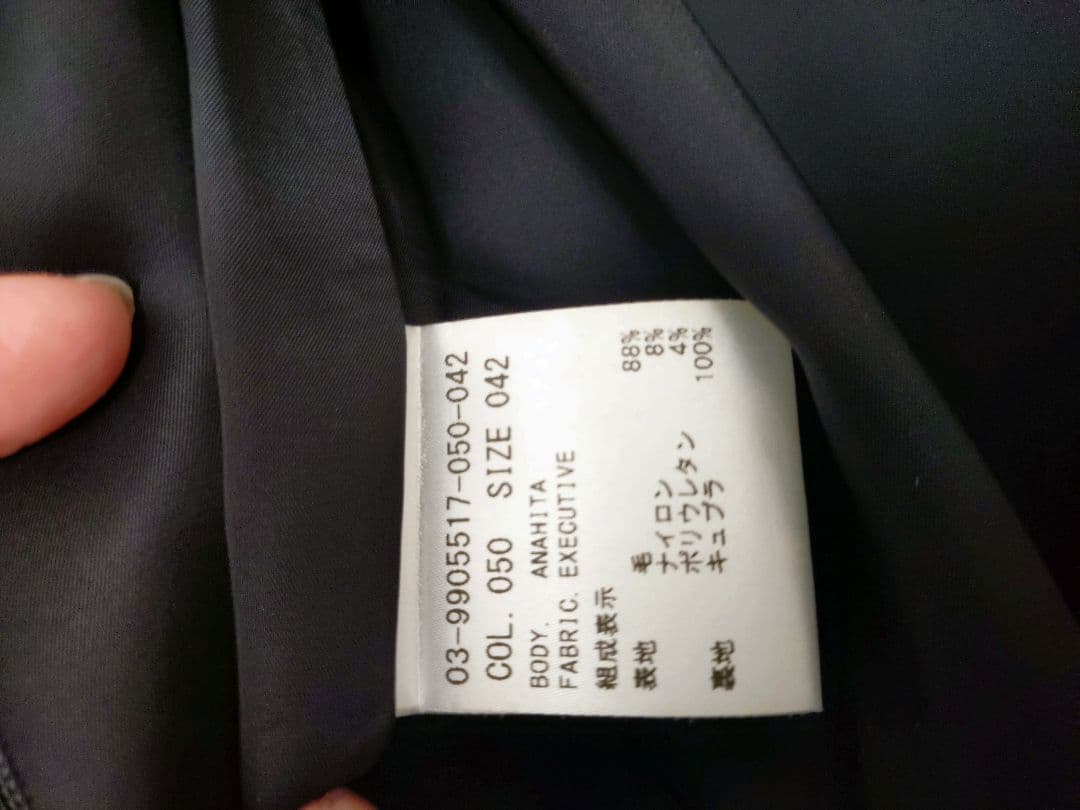 03-9905517-050-042
COL. 050 SIZE 042
BODY. ANAHITA
FABRIC. EXECUTIVE
組成表示
表地 毛 88%
ナイロン 8%
ポリウレタン 4%
裏地 キュプラ 100%